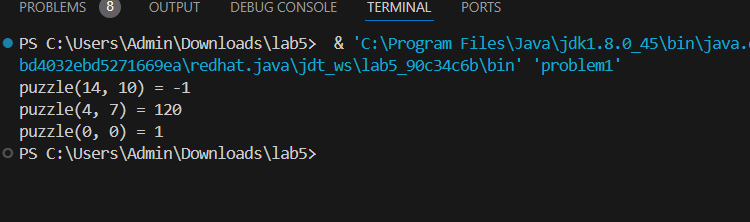 PROBLEMS 8 OUTPUT DEBUG CONSOLE TERMINAL PORTS
PS C:\Users\Admin\Downloads\lab5> & 'C:\Program Files\Java\jdk1.8.0_45\bin\java.
bd4032ebd5271669ea\redhat.java\jdt_ws\lab5_90c34c6b\bin' 'problem1'
puzzle(14, 10) = -1
puzzle(4, 7) = 120
puzzle(0, 0) = 1
PS C:\Users\Admin\Downloads\lab5>